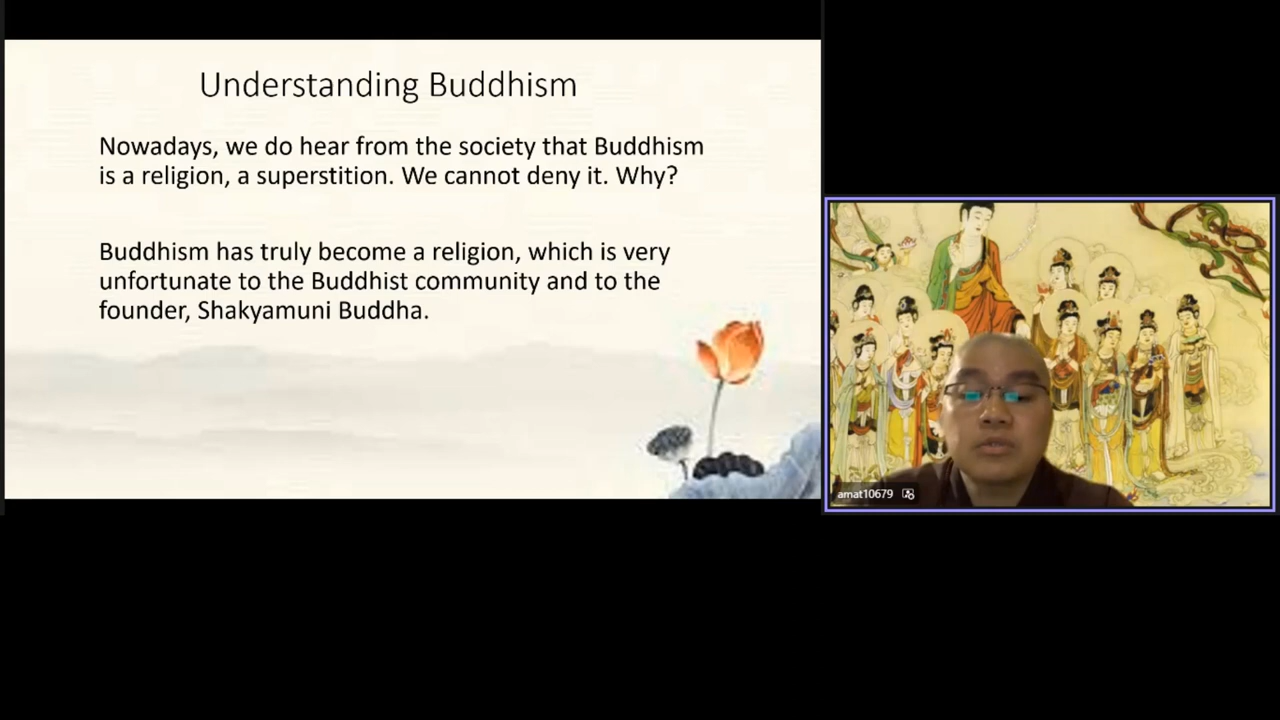 Understanding Buddhism
Nowadays, we do hear from the society that Buddhism
is a religion, a superstition. We cannot deny it. Why?
Buddhism has truly become a religion, which is very
unfortunate to the Buddhist community and to the
founder, Shakyamuni Buddha.
amat10679